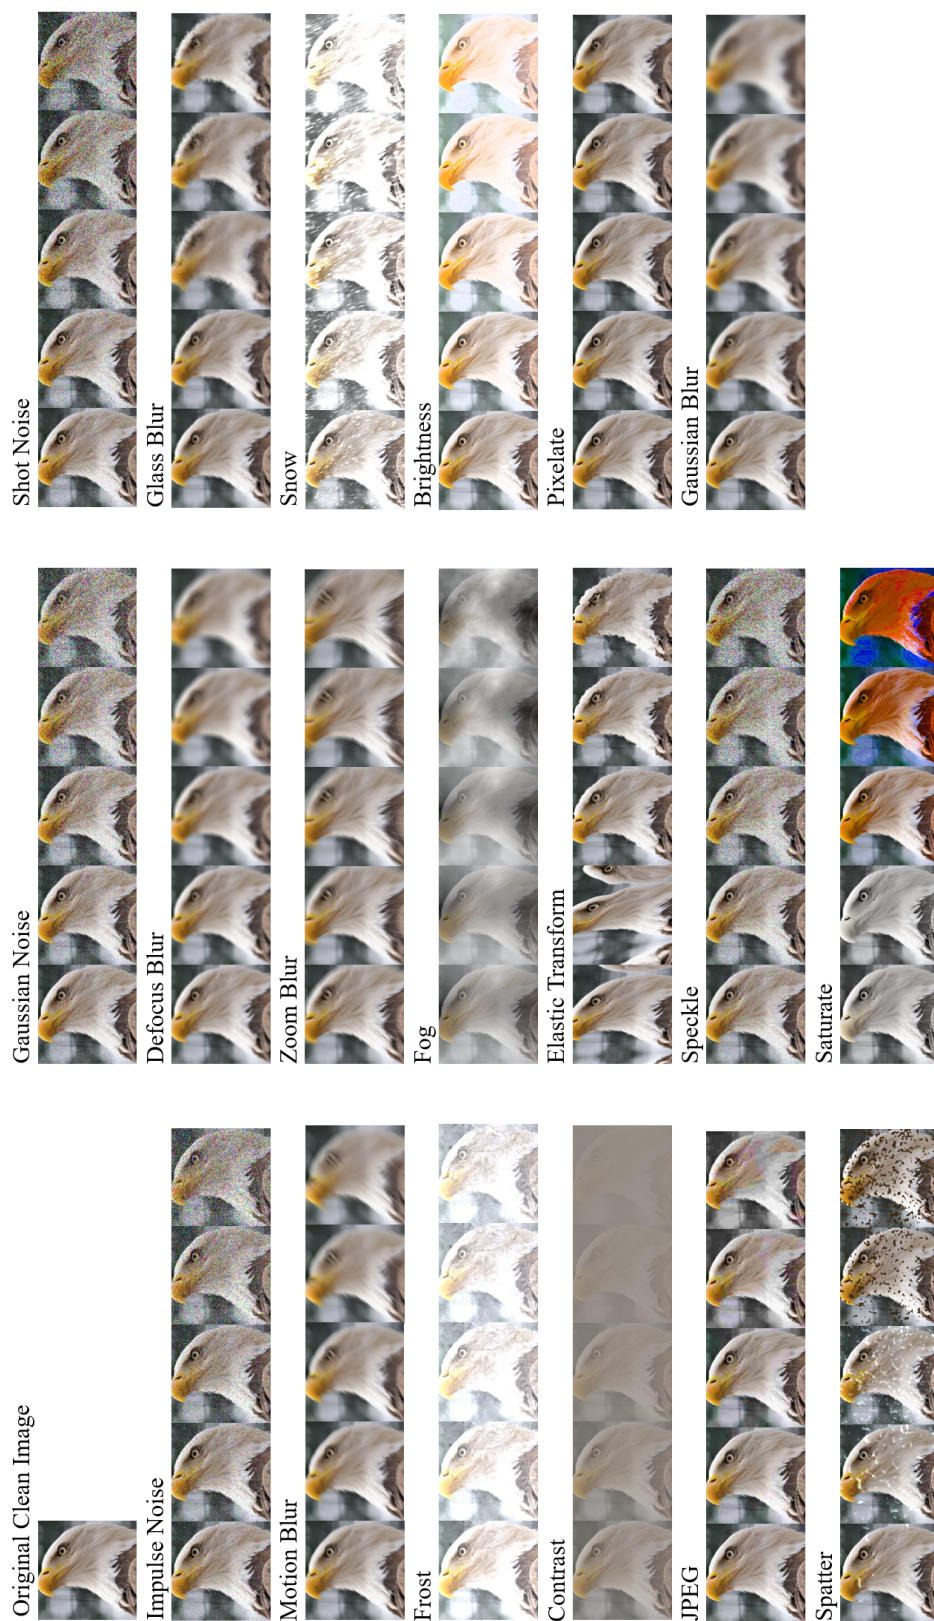 Original Clean Image
Gaussian Noise
Shot Noise
Impulse Noise
Defocus Blur
Glass Blur
Motion Blur
Zoom Blur
Snow
Frost
Fog
Brightness
Contrast
Elastic Transform
Pixelate
JPEG
Speckle
Gaussian Blur
Spatter
Saturate